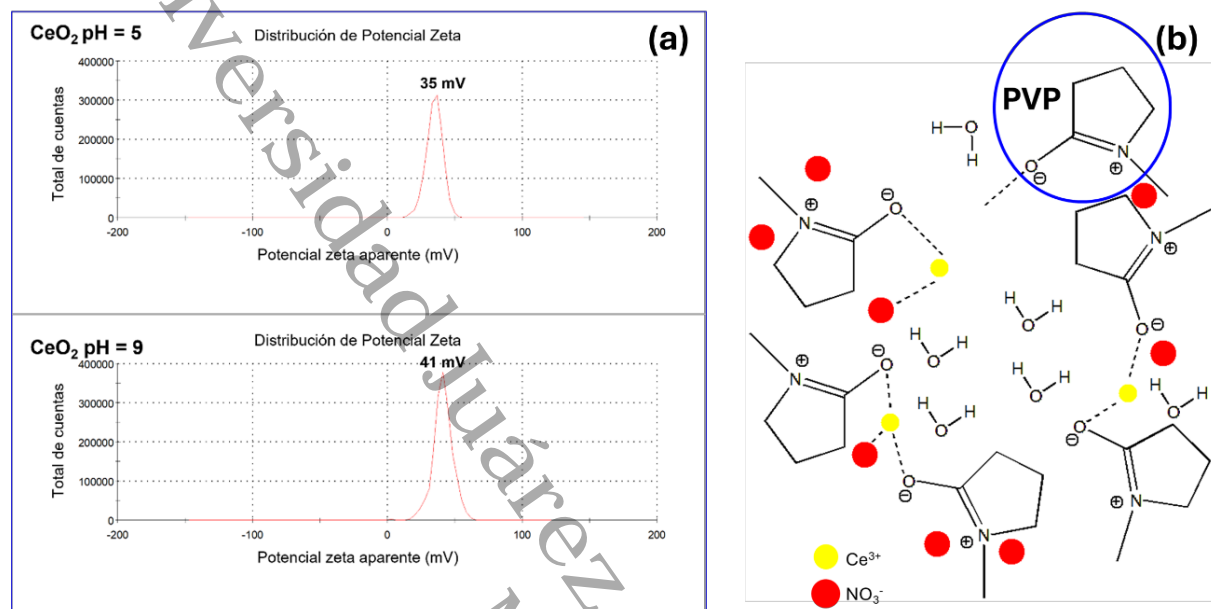 CeO₂ pH = 5
Distribución de Potencial Zeta
(a)
35 mV
Total de cuentas
400000
300000
200000
100000
0
-200
-100
0
100
200
Potencial zeta aparente (mV)
CeO₂ pH = 9
Distribución de Potencial Zeta
41 mV
Total de cuentas
400000
300000
200000
100000
0
-200
-100
0
100
200
Potencial zeta aparente (mV)
(b)
PVP
H O
H
O
⊖
N
⊕
⊕
N
⊖
O
N
⊕
⊖
O
H H
O
H H
O
H H
O
H H
O
H H
O
N
⊕
⊖
O
O
⊖
⊕
N
O
⊖
⊕
N
Ce³⁺
NO₃⁻
versidad Juárez